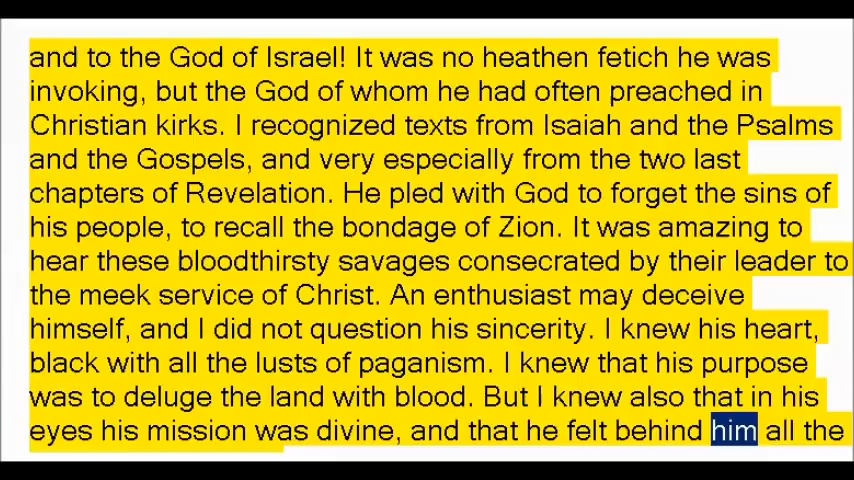 and to the God of Israel! It was no heathen fetich he was
invoking, but the God of whom he had often preached in
Christian kirks. I recognized texts from Isaiah and the Psalms
and the Gospels, and very especially from the two last
chapters of Revelation. He pled with God to forget the sins of
his people, to recall the bondage of Zion. It was amazing to
hear these bloodthirsty savages consecrated by their leader to
the meek service of Christ. An enthusiast may deceive
himself, and I did not question his sincerity. I knew his heart,
black with all the lusts of paganism. I knew that his purpose
was to deluge the land with blood. But I knew also that in his
eyes his mission was divine, and that he felt behind him all the